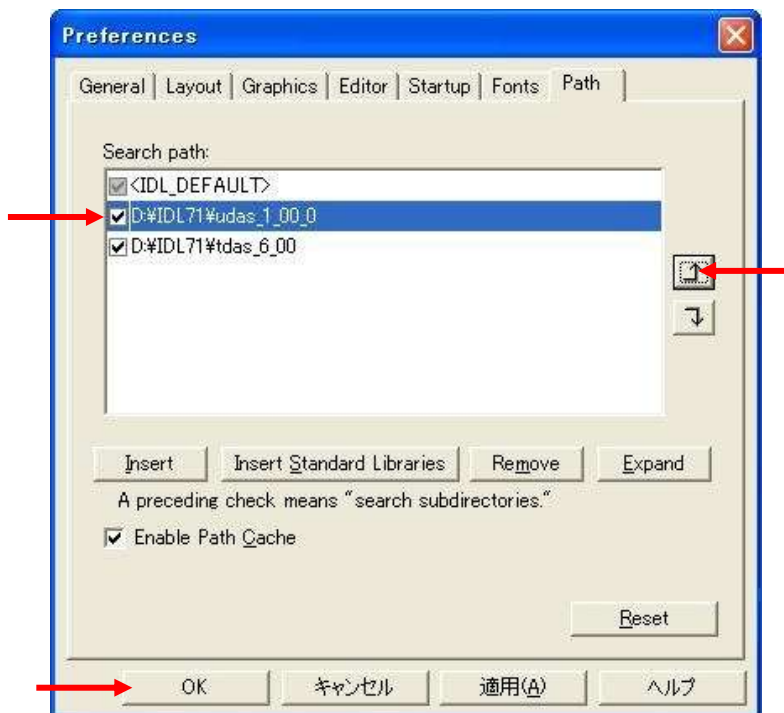 Preferences
General Layout Graphics Editor Startup Fonts Path
Search path:
<IDL_DEFAULT>
D:¥IDL71¥udas_1_00_0
D:¥IDL71¥tdas_6_00
Insert Insert Standard Libraries Remove Expand
A preceding check means "search subdirectories."
Enable Path Cache
Reset
OK キャンセル 適用(A) ヘルプ